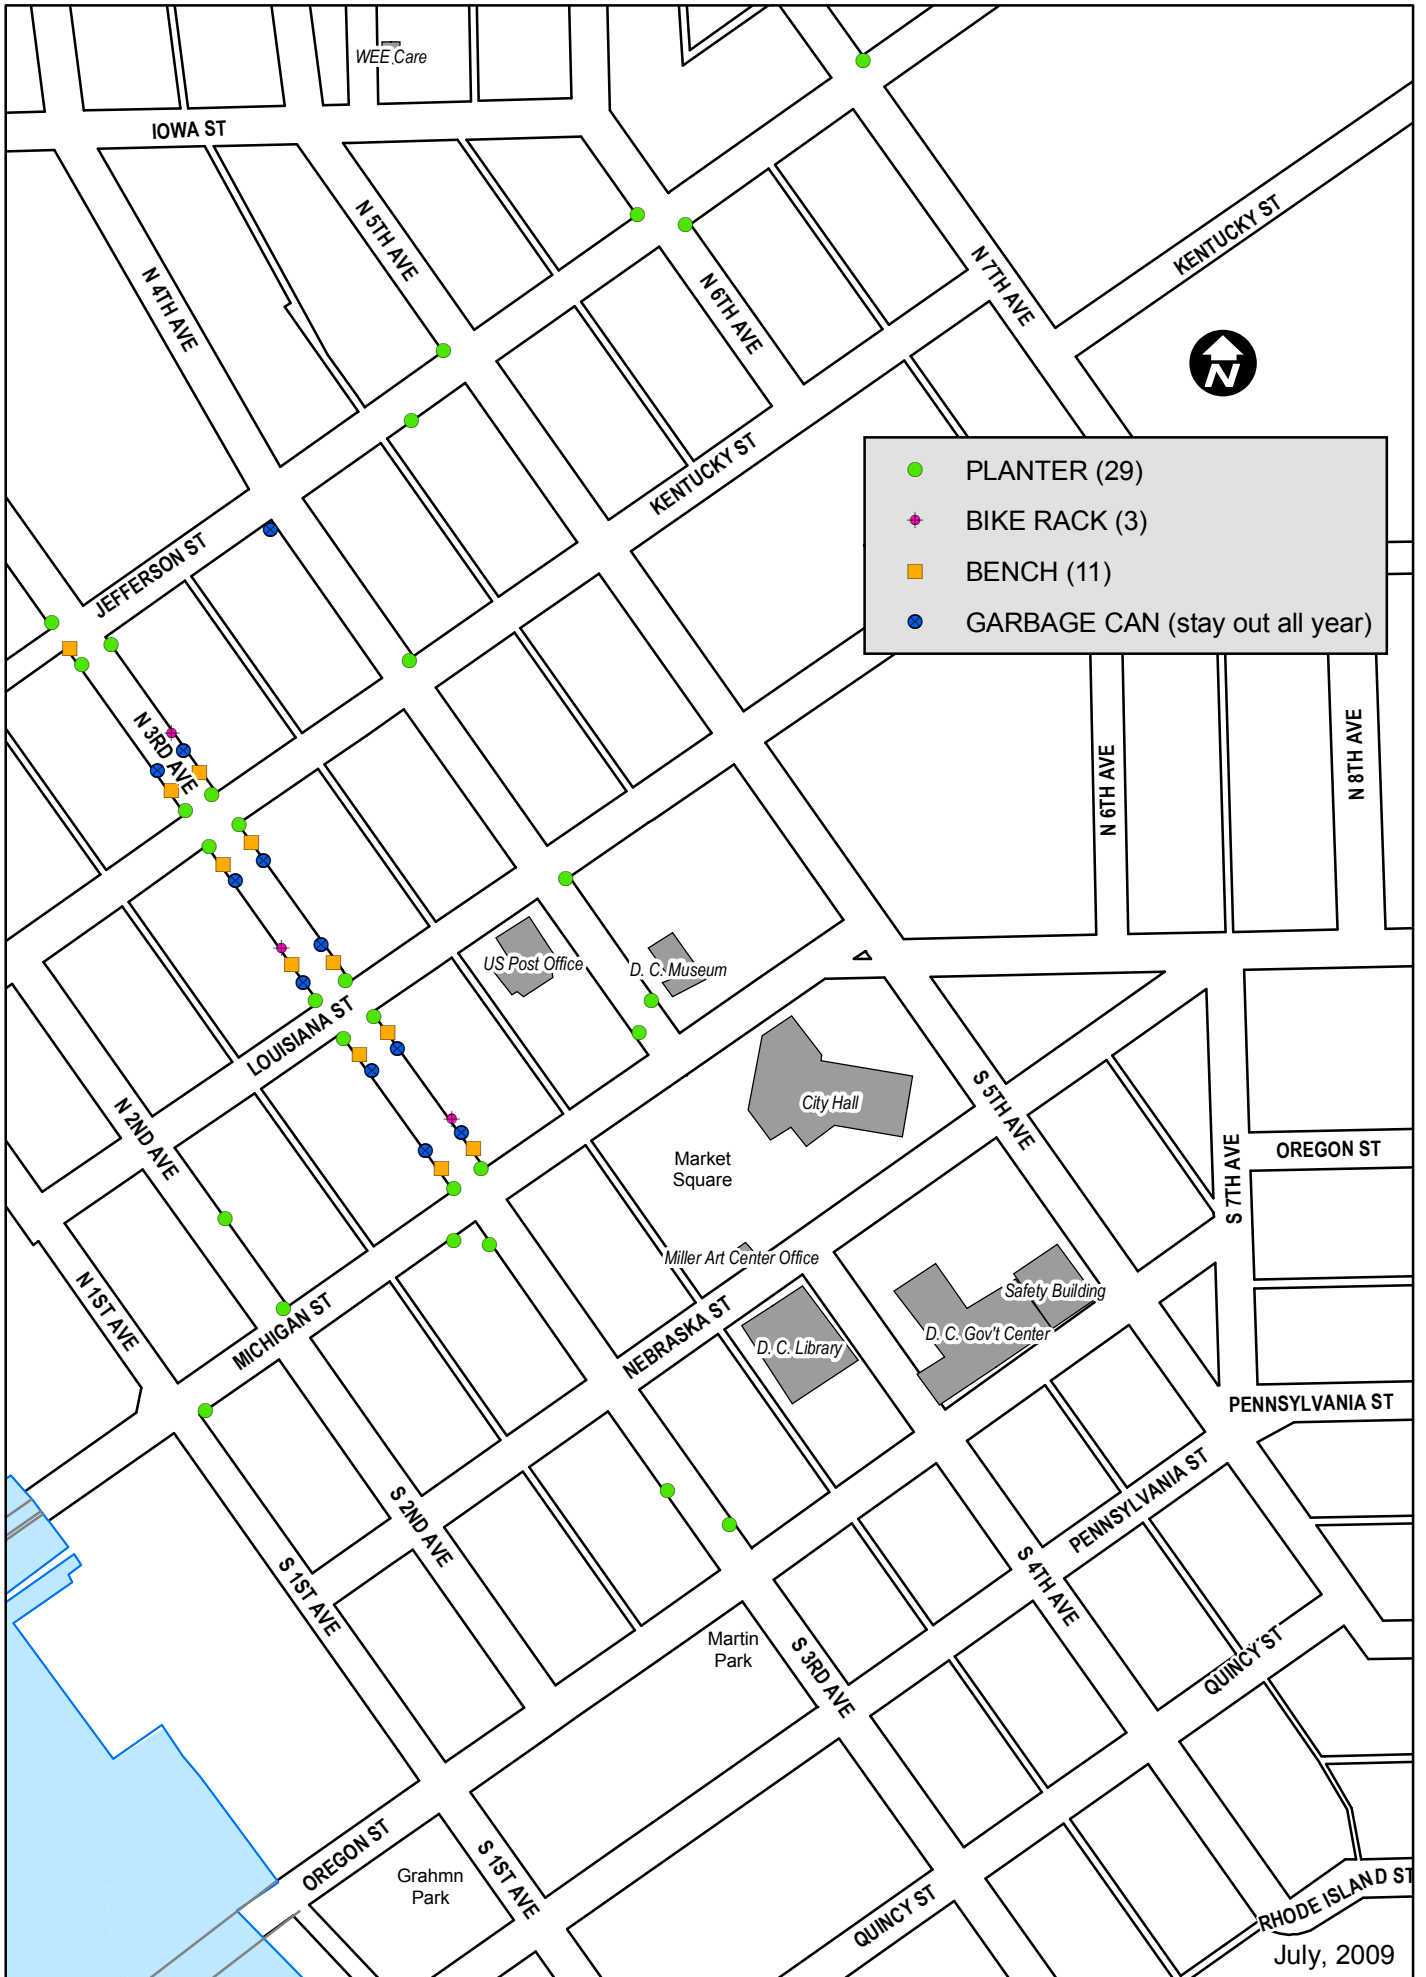 WEE Care
IOWA ST
N 5TH AVE
N 4TH AVE
N 6TH AVE
N 7TH AVE
KENTUCKY ST
N
KENTUCKY ST
PLANTER (29)
BIKE RACK (3)
BENCH (11)
GARBAGE CAN (stay out all year)
JEFFERSON ST
N 3RD AVE
N 6TH AVE
N 8TH AVE
US Post Office
D. C. Museum
LOUISIANA ST
N 2ND AVE
City Hall
S 5TH AVE
Market
Square
OREGON ST
S 7TH AVE
Miller Art Center Office
N 1ST AVE
MICHIGAN ST
NEBRASKA ST
Safety Building
D. C. Gov't Center
D. C. Library
PENNSYLVANIA ST
PENNSYLVANIA ST
S 2ND AVE
S 1ST AVE
S 4TH AVE
Martin
Park
S 3RD AVE
QUINCY ST
OREGON ST
S 1ST AVE
Grahmn
Park
QUINCY ST
RHODE ISLAND ST
July, 2009